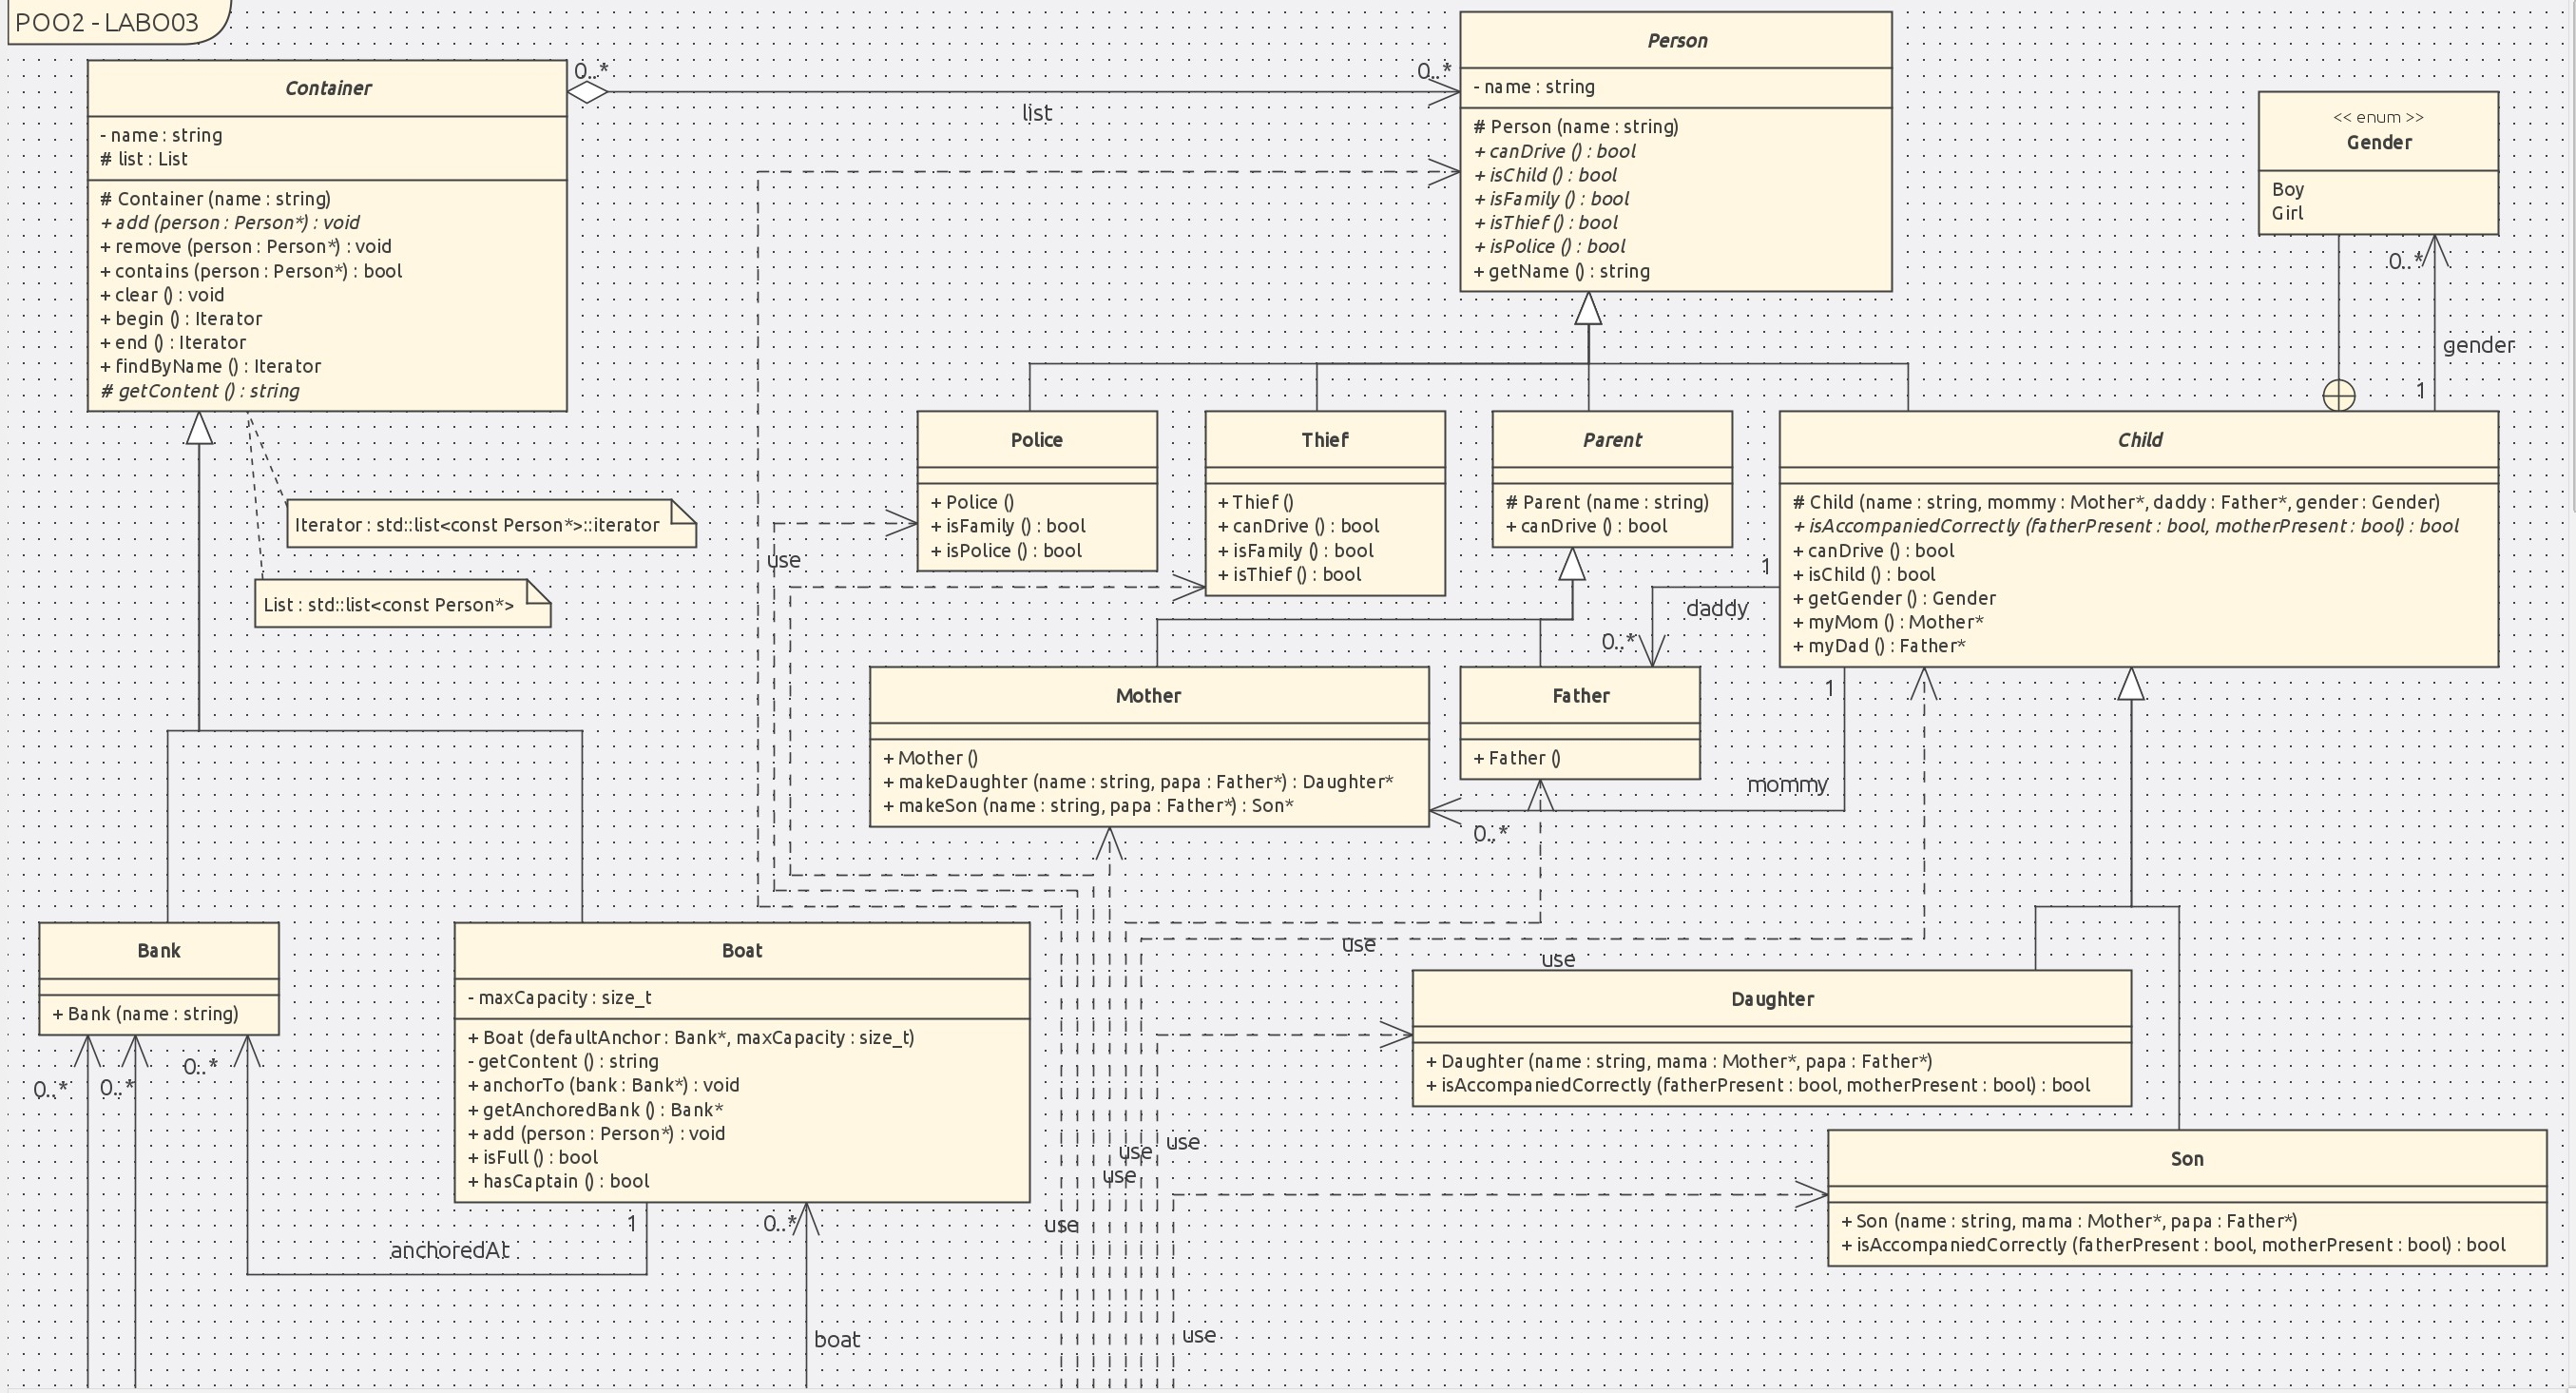 POO2 - LABO03
Container
- name : string
# list : List
# Container (name : string)
+ add (person : Person*) : void
+ remove (person : Person*) : void
+ contains (person : Person*) : bool
+ clear () : void
+ begin () : Iterator
+ end () : Iterator
+ findByName () : Iterator
# getContent () : string
0..*
list
0..*
Person
- name : string
# Person (name : string)
+ canDrive () : bool
+ isChild () : bool
+ isFamily () : bool
+ isThief () : bool
+ isPolice () : bool
+ getName () : string
<< enum >>
Gender
Boy
Girl
0..*
gender
1
Iterator : std::list<const Person*>::iterator
List : std::list<const Person*>
Police
+ Police ()
+ isFamily () : bool
+ isPolice () : bool
use
Thief
+ Thief ()
+ canDrive () : bool
+ isFamily () : bool
+ isThief () : bool
Parent
# Parent (name : string)
+ canDrive () : bool
Child
# Child (name : string, mommy : Mother*, daddy : Father*, gender : Gender)
+ isAccompaniedCorrectly (fatherPresent : bool, motherPresent : bool) : bool
+ canDrive () : bool
+ isChild () : bool
+ getGender () : Gender
+ myMom () : Mother*
+ myDad () : Father*
1
daddy
0..*
Mother
+ Mother ()
+ makeDaughter (name : string, papa : Father*) : Daughter*
+ makeSon (name : string, papa : Father*) : Son*
Father
+ Father ()
1
mommy
0..*
Bank
+ Bank (name : string)
0..*
0..*
0..*
Boat
- maxCapacity : size_t
+ Boat (defaultAnchor : Bank*, maxCapacity : size_t)
- getContent () : string
+ anchorTo (bank : Bank*) : void
+ getAnchoredBank () : Bank*
+ add (person : Person*) : void
+ isFull () : bool
+ hasCaptain () : bool
1
anchoredAt
0..*
boat
use
use
Daughter
+ Daughter (name : string, mama : Mother*, papa : Father*)
+ isAccompaniedCorrectly (fatherPresent : bool, motherPresent : bool) : bool
use
use
use
use
Son
+ Son (name : string, mama : Mother*, papa : Father*)
+ isAccompaniedCorrectly (fatherPresent : bool, motherPresent : bool) : bool
use